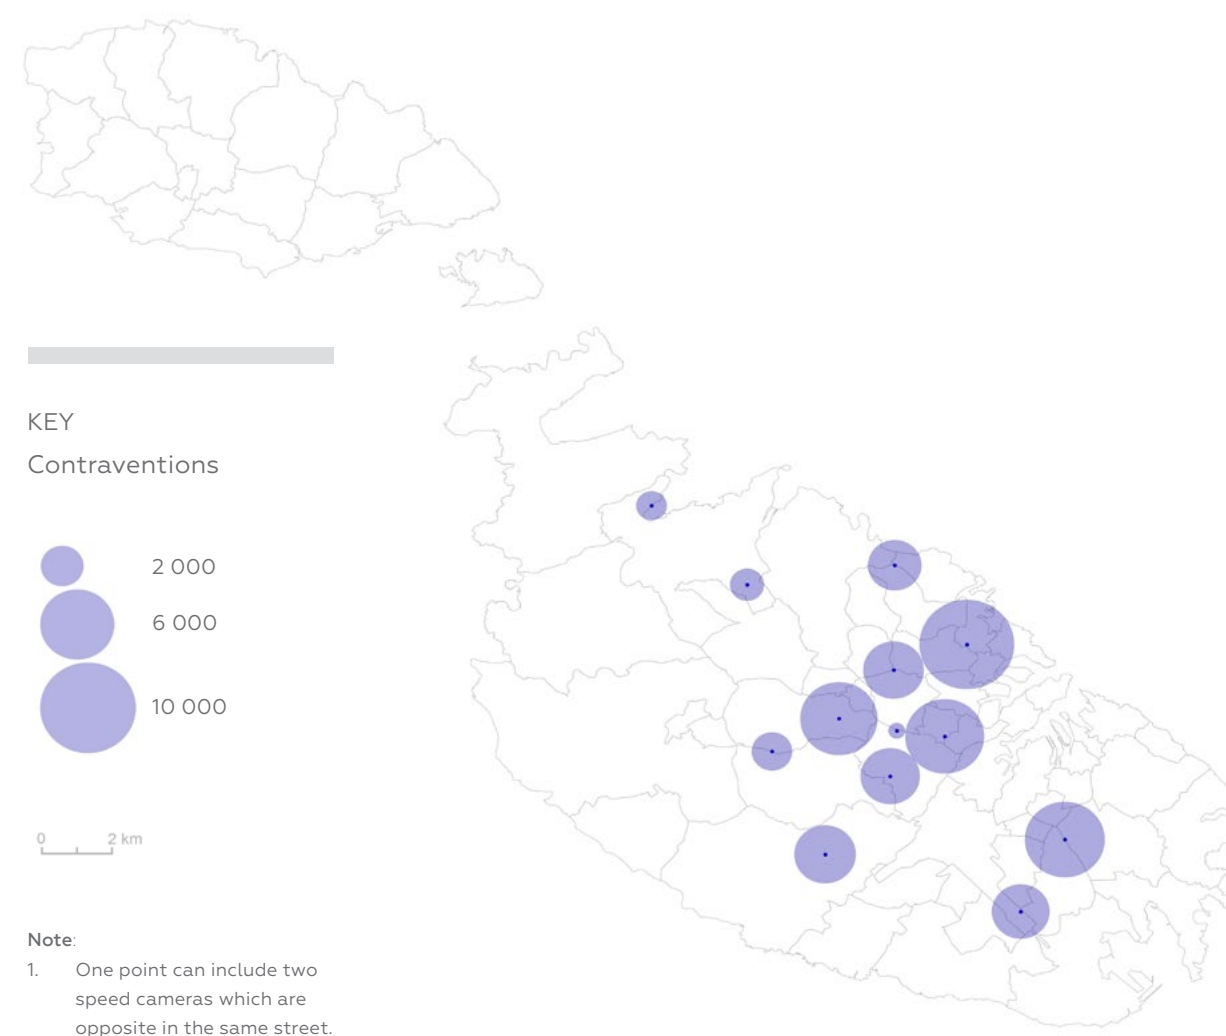 KEY
Contraventions
2 000
6 000
10 000
0 2 km
Note:
1. One point can include two
speed cameras which are
opposite in the same street.